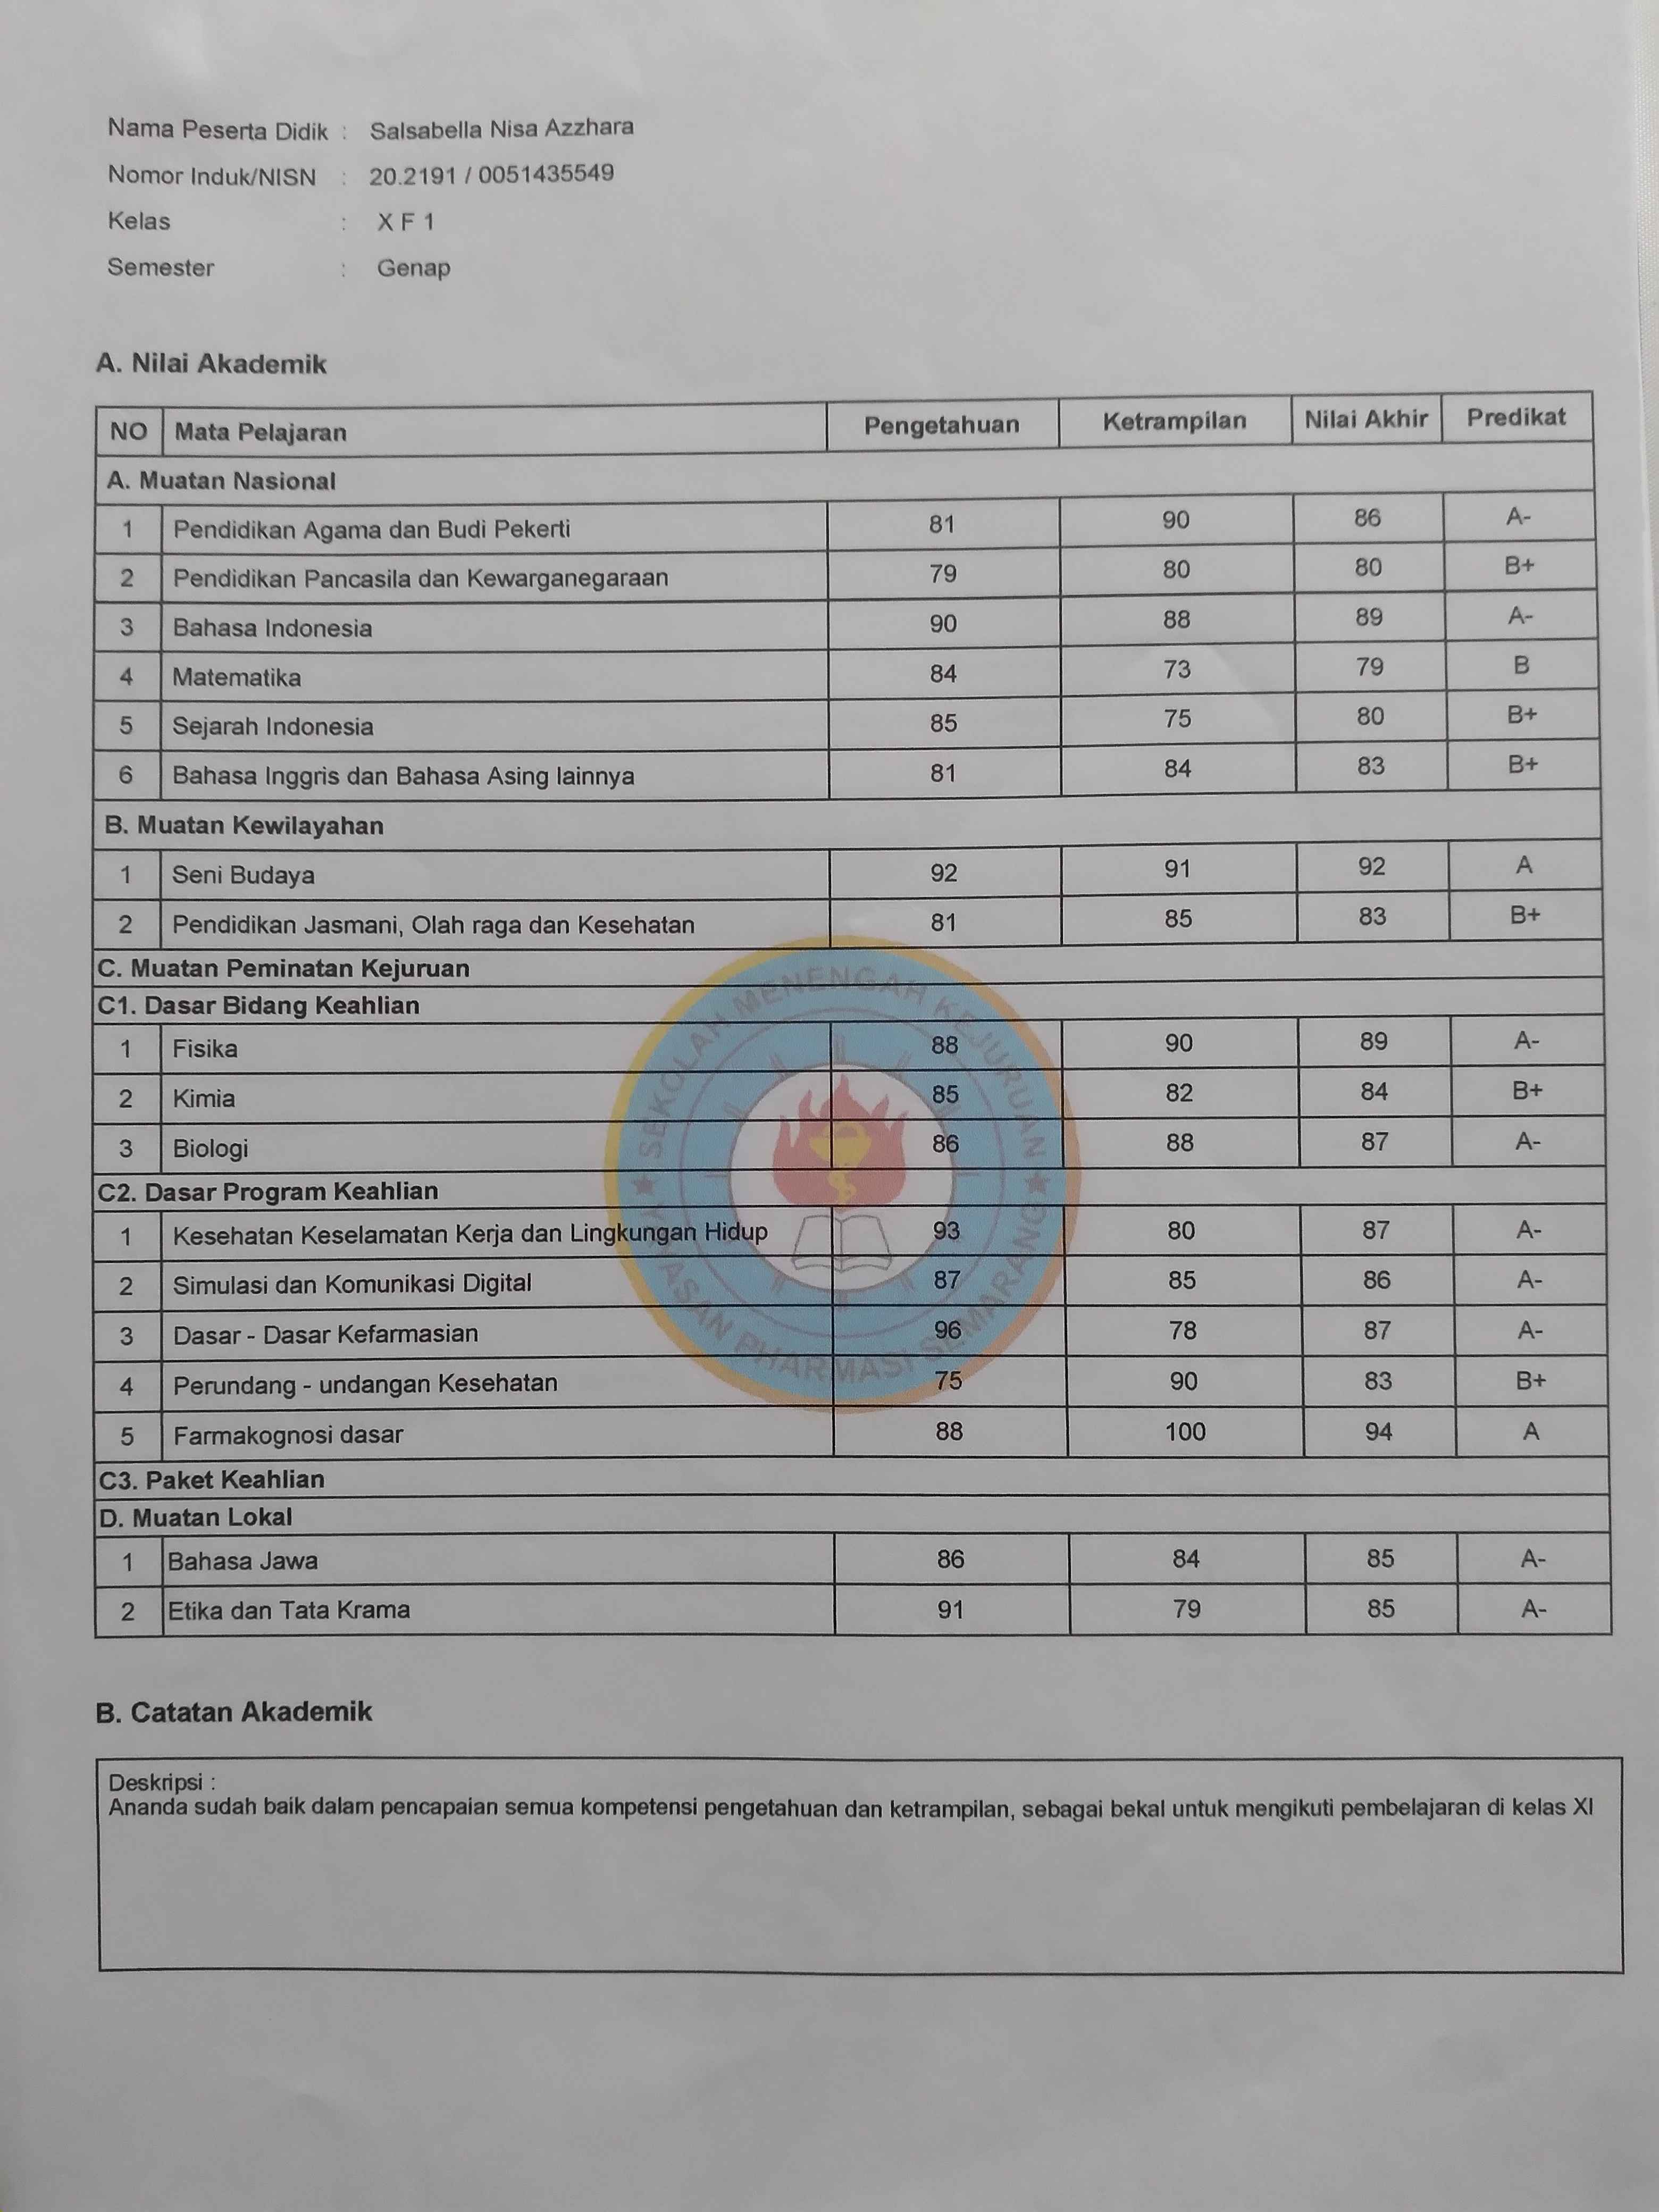 Nama Peserta Didik : Salsabella Nisa Azzhara
Nomor Induk/NISN : 20.2191 / 0051435549
Kelas : X F 1
Semester : Genap
A. Nilai Akademik
NO Mata Pelajaran Pengetahuan Ketrampilan Nilai Akhir Predikat
A. Muatan Nasional
1 Pendidikan Agama dan Budi Pekerti 81 90 86 A-
2 Pendidikan Pancasila dan Kewarganegaraan 79 80 80 B+
3 Bahasa Indonesia 90 88 89 A-
4 Matematika 84 73 79 B
5 Sejarah Indonesia 85 75 80 B+
6 Bahasa Inggris dan Bahasa Asing lainnya 81 84 83 B+
B. Muatan Kewilayahan
1 Seni Budaya 92 91 92 A
2 Pendidikan Jasmani, Olah raga dan Kesehatan 81 85 83 B+
C. Muatan Peminatan Kejuruan
C1. Dasar Bidang Keahlian
1 Fisika 88 90 89 A-
2 Kimia 85 82 84 B+
3 Biologi 86 88 87 A-
C2. Dasar Program Keahlian
1 Kesehatan Keselamatan Kerja dan Lingkungan Hidup 93 80 87 A-
2 Simulasi dan Komunikasi Digital 87 85 86 A-
3 Dasar - Dasar Kefarmasian 96 78 87 A-
4 Perundang - undangan Kesehatan 75 90 83 B+
5 Farmakognosi dasar 88 100 94 A
C3. Paket Keahlian
D. Muatan Lokal
1 Bahasa Jawa 86 84 85 A-
2 Etika dan Tata Krama 91 79 85 A-
SEKOLAH MENENGAH KEJURUAN
YAYASAN PHARMASI SEMARANG
B. Catatan Akademik
Deskripsi :
Ananda sudah baik dalam pencapaian semua kompetensi pengetahuan dan ketrampilan, sebagai bekal untuk mengikuti pembelajaran di kelas XI